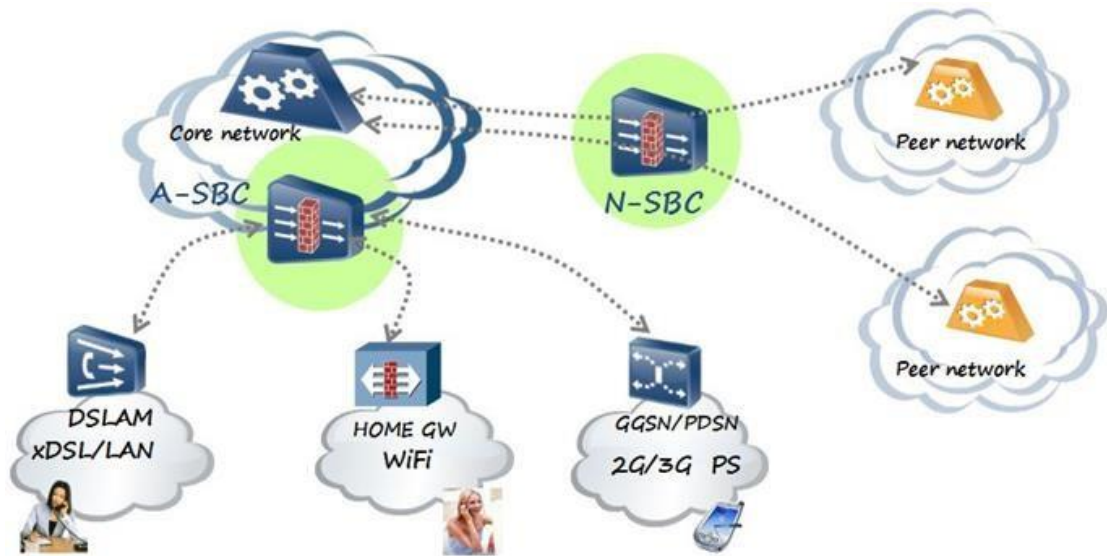 Core network
A-SBC
N-SBC
Peer network
Peer network
DSLAM
xDSL/LAN
HOME GW
WiFi
GGSN/PDSN
2G/3G PS